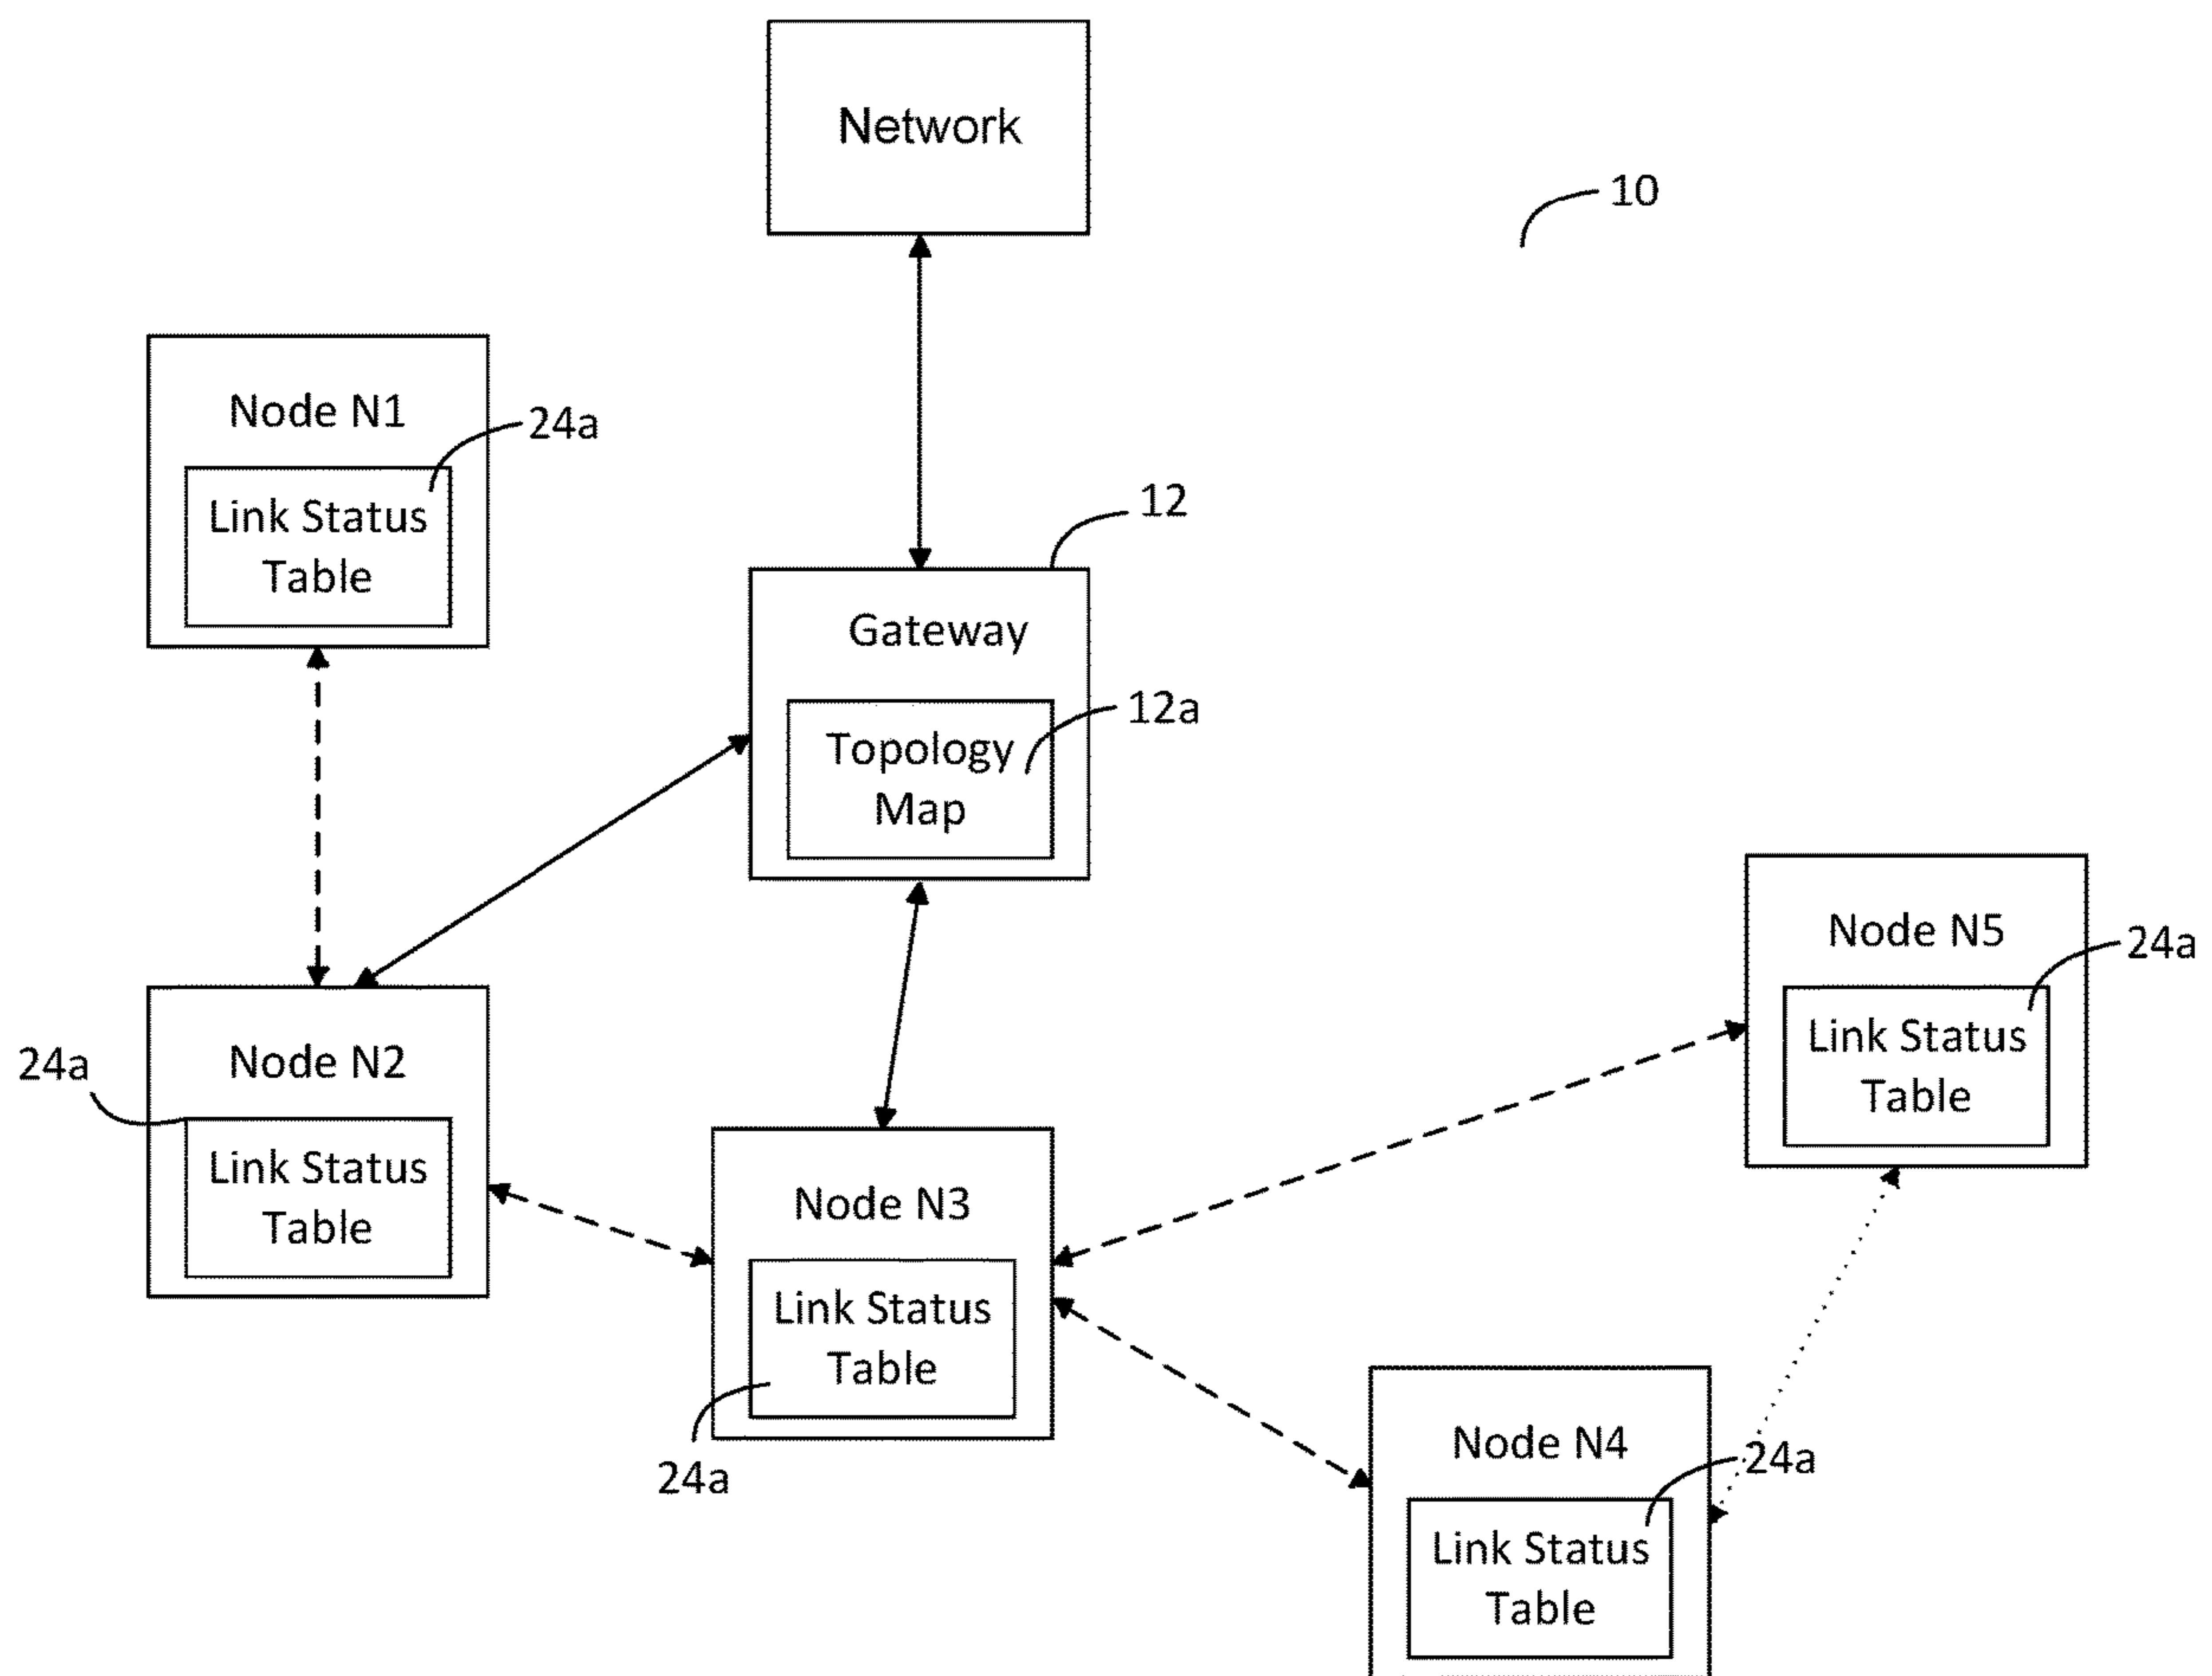 Network
10
Node N1
24a
Link Status
Table
12
Gateway
12a
Topology
Map
Node N5
24a
Link Status
Table
Node N2
24a
Link Status
Table
Node N3
Link Status
Table
24a
Node N4
24a
Link Status
Table